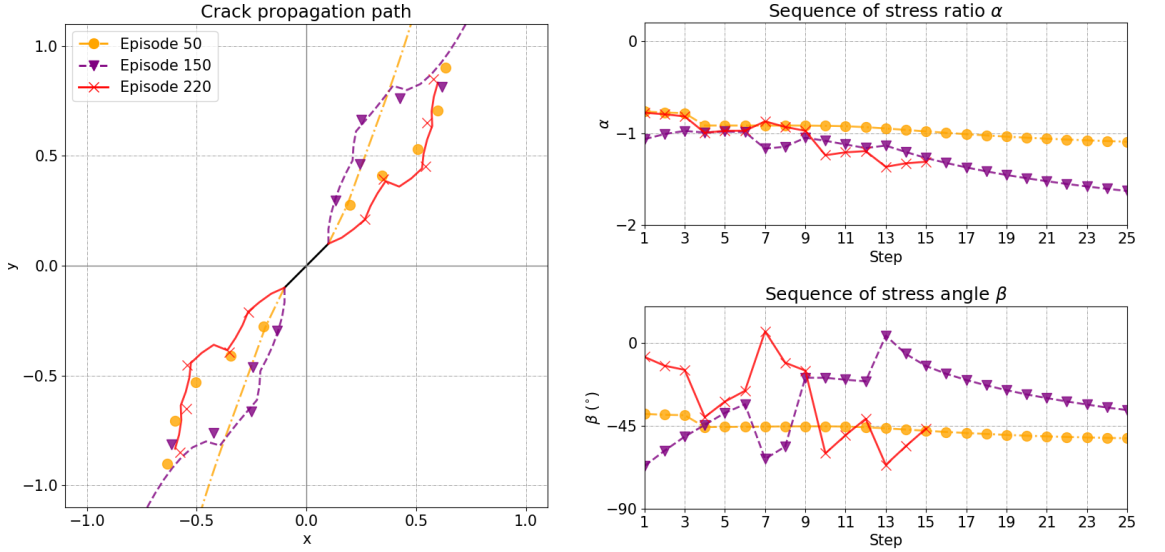 Crack propagation path
Episode 50
Episode 150
Episode 220
1.0
0.5
0.0
−0.5
−1.0
y
−1.0 −0.5 0.0 0.5 1.0
x
Sequence of stress ratio α
0
−1
−2
α
1 3 5 7 9 11 13 15 17 19 21 23 25
Step
Sequence of stress angle β
0
−45
−90
β (°)
1 3 5 7 9 11 13 15 17 19 21 23 25
Step